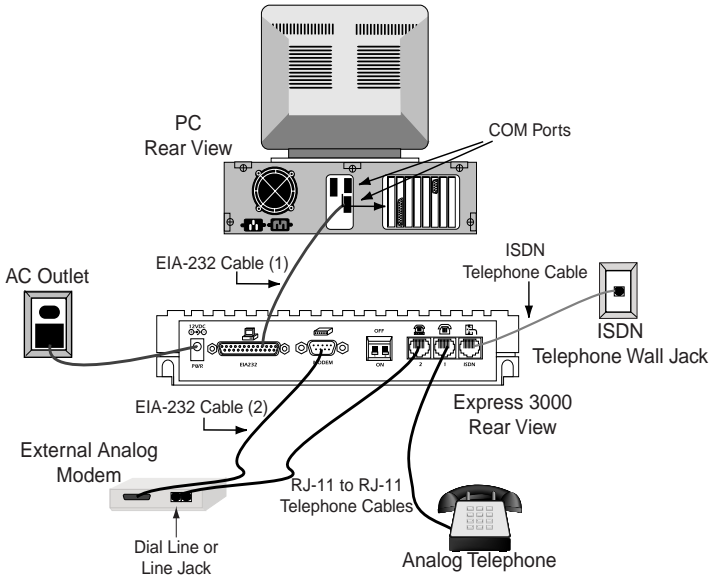 PC
Rear View
COM Ports
EIA-232 Cable (1)
ISDN
Telephone Cable
AC Outlet
ISDN
Telephone Wall Jack
12VDC
PWR
EIA232
MODEM
OFF
ON
2
1
ISDN
EIA-232 Cable (2)
Express 3000
Rear View
External Analog
Modem
RJ-11 to RJ-11
Telephone Cables
Dial Line or
Line Jack
Analog Telephone